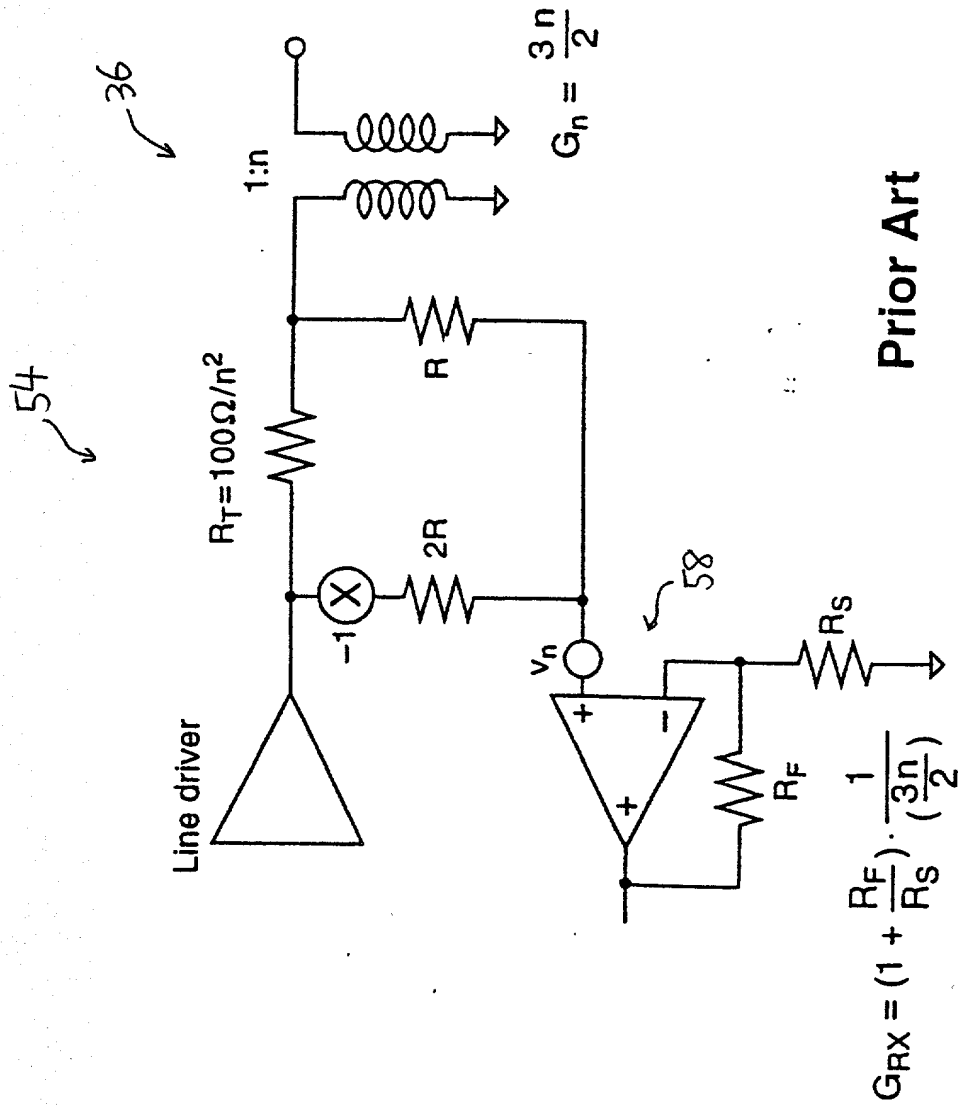 54
36
Line driver
R_T=100Ω/n²
1:n
-1
X
2R
R
v_n
58
+
-
+
R_F
R_S
G_n = 3n/2
G_RX = (1 + R_F/R_S) · 1/(3n/2)
Prior Art